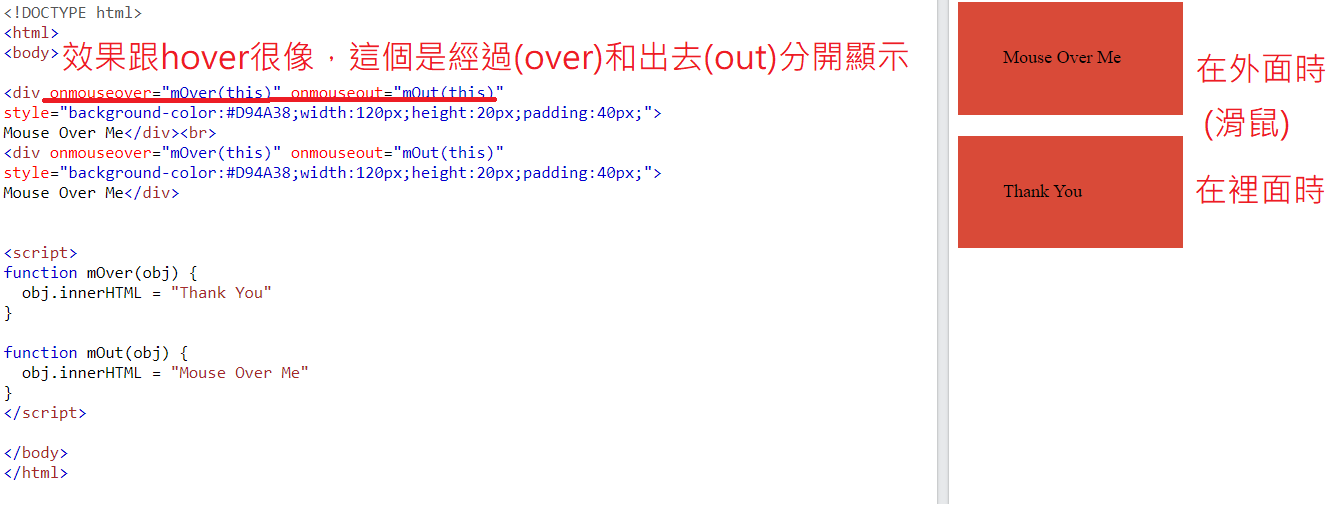 <!DOCTYPE html>
<html>
<body>效果跟hover很像，這個是經過(over)和出去(out)分開顯示
<div onmouseover="mOver(this)" onmouseout="mOut(this)"
style="background-color:#D94A38;width:120px;height:20px;padding:40px;">
Mouse Over Me</div><br>
<div onmouseover="mOver(this)" onmouseout="mOut(this)"
style="background-color:#D94A38;width:120px;height:20px;padding:40px;">
Mouse Over Me</div>
<script>
function mOver(obj) {
  obj.innerHTML = "Thank You"
}
function mOut(obj) {
  obj.innerHTML = "Mouse Over Me"
}
</script>
</body>
</html>
Mouse Over Me
在外面時
(滑鼠)
Thank You
在裡面時